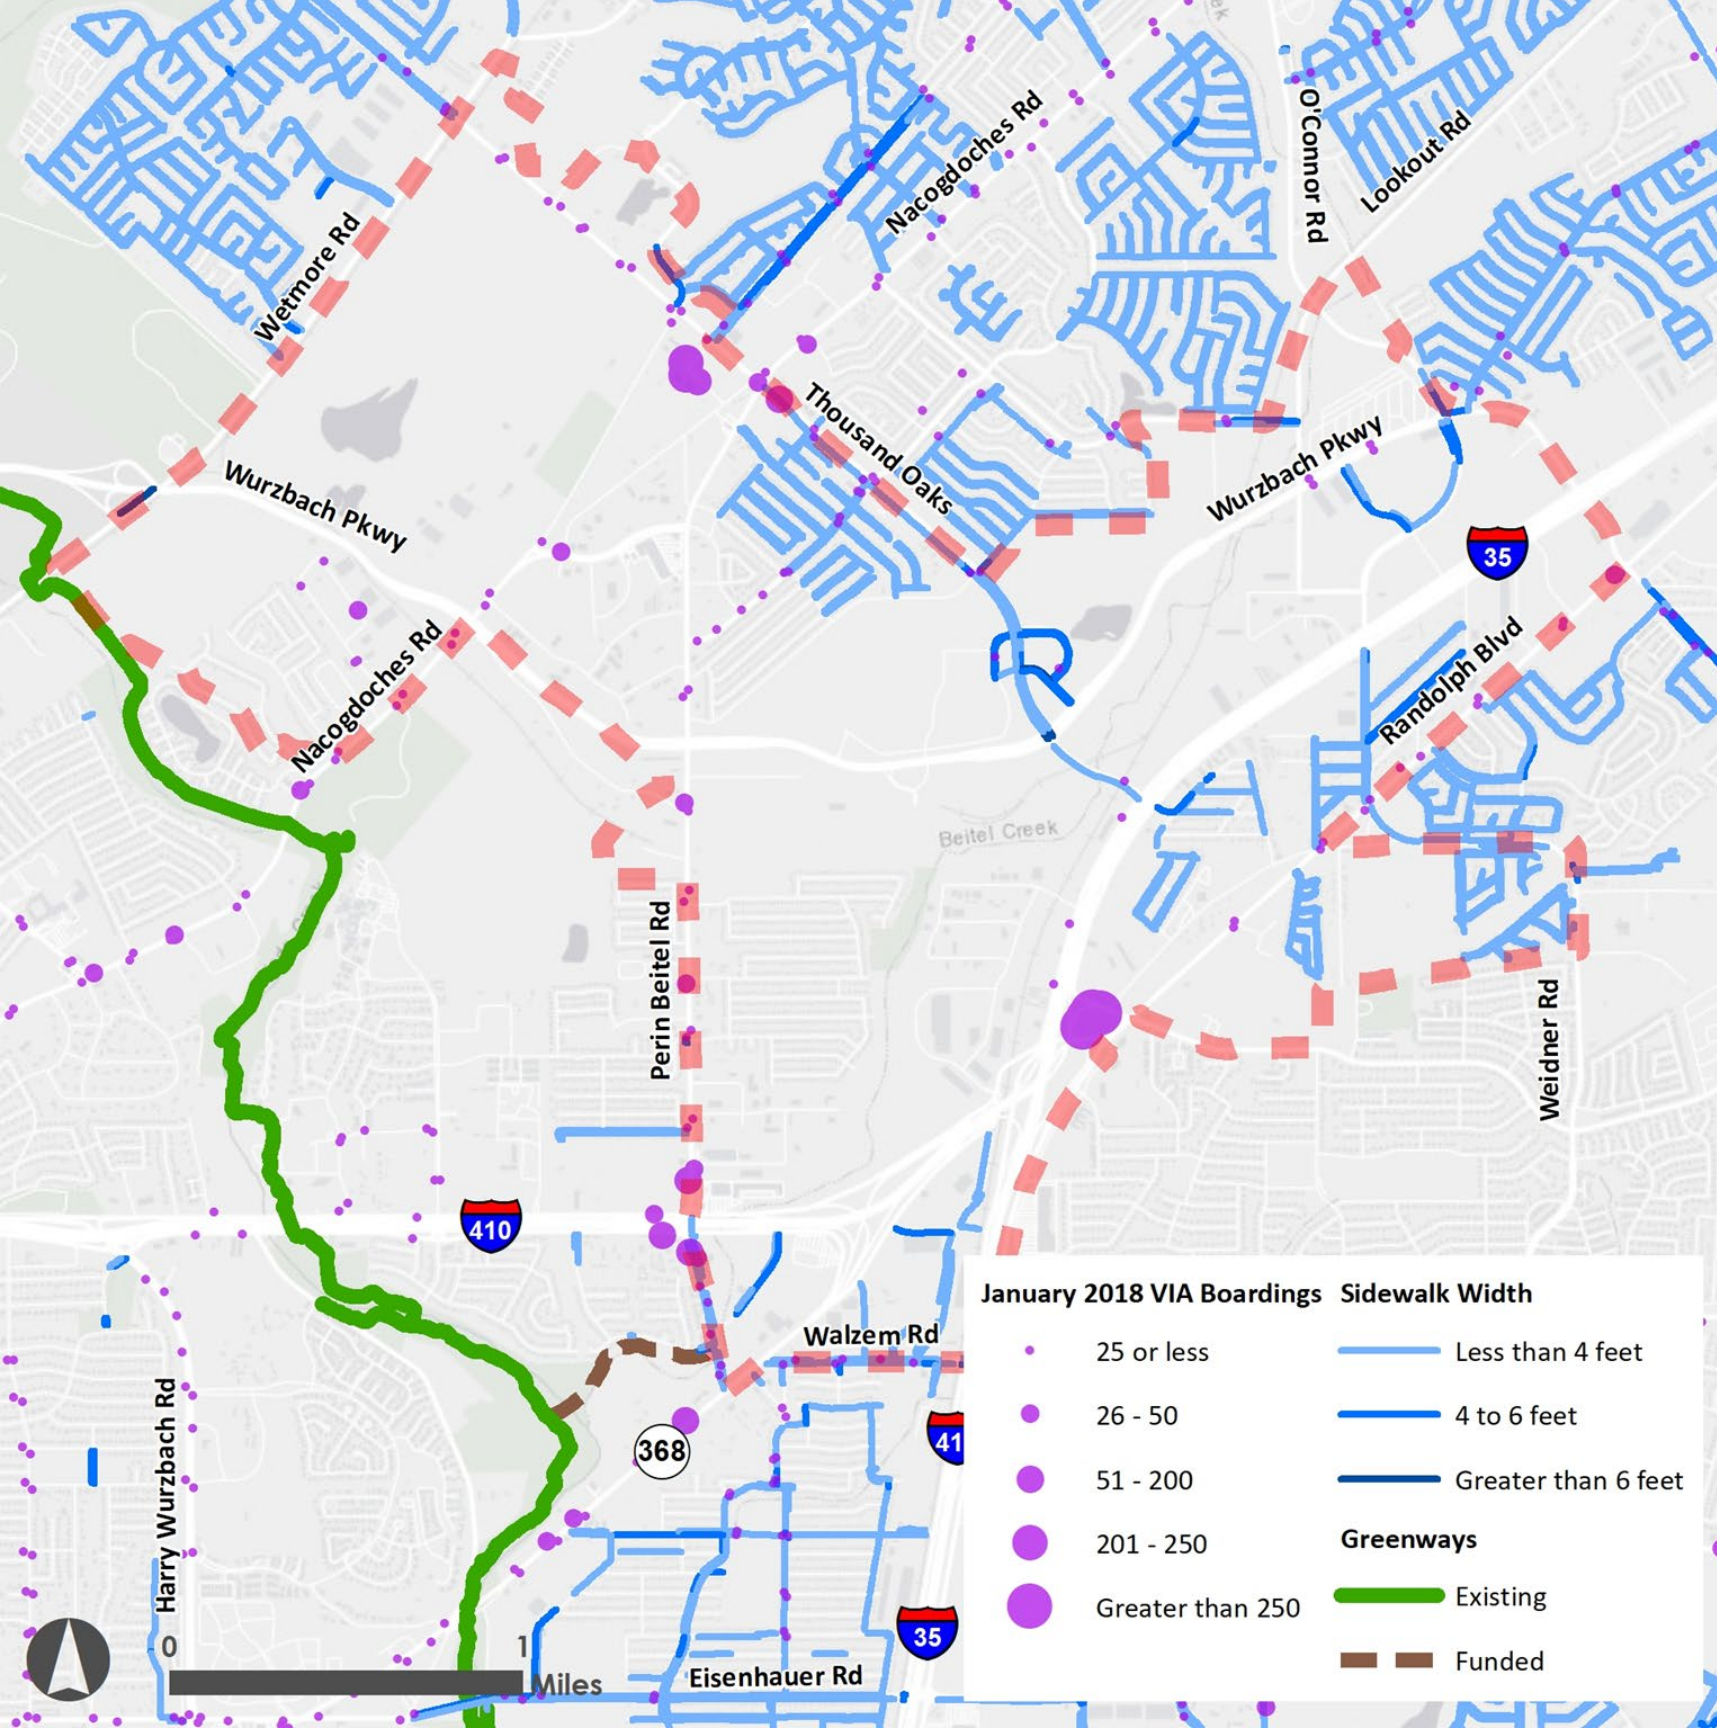 Nacogdoches Rd
O'Connor Rd
Lookout Rd
Wetmore Rd
Thousand Oaks
Wurzbach Pkwy
Wurzbach Pkwy
35
Nacogdoches Rd
Randolph Blvd
Beitel Creek
Perin Beitel Rd
Weidner Rd
410
Walzem Rd
368
41
Harry Wurzbach Rd
35
Eisenhauer Rd
0 1
Miles
January 2018 VIA Boardings
25 or less
26 - 50
51 - 200
201 - 250
Greater than 250
Sidewalk Width
Less than 4 feet
4 to 6 feet
Greater than 6 feet
Greenways
Existing
Funded